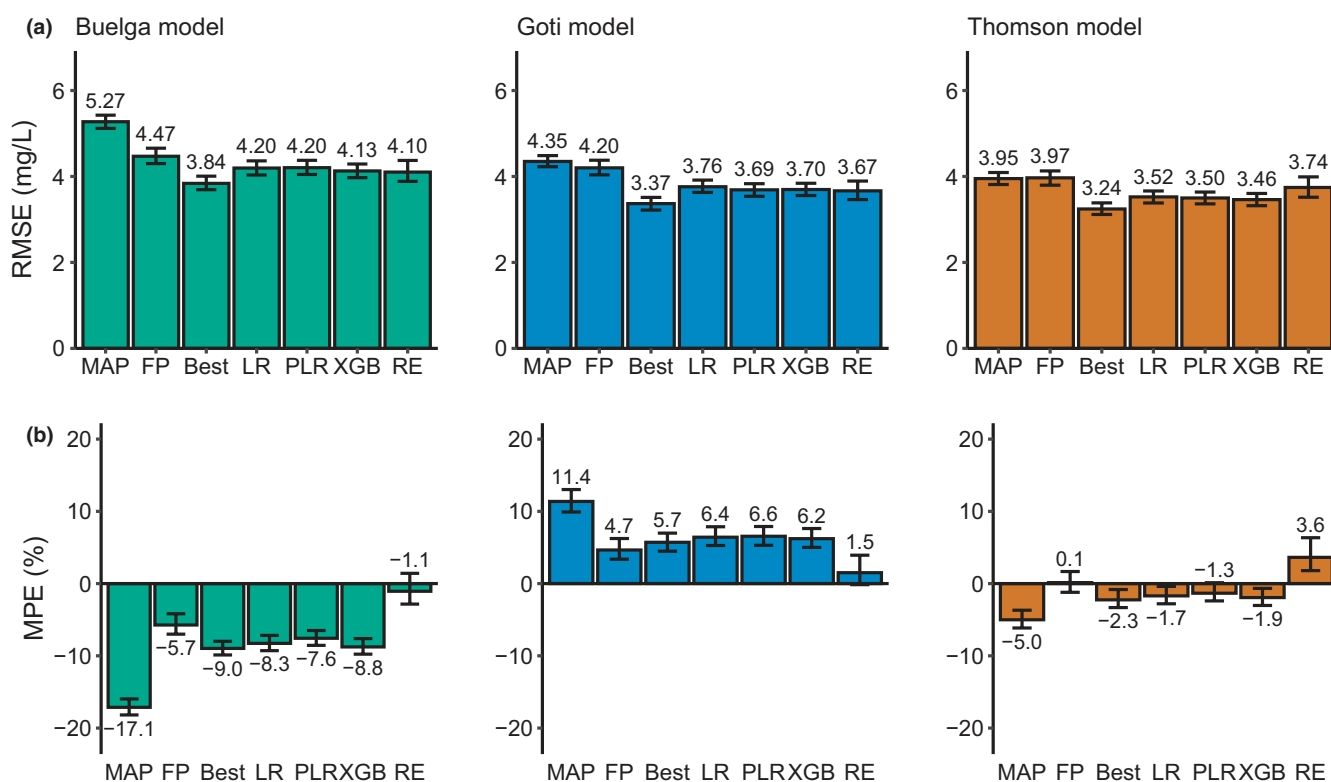 (a) Buelga model Goti model Thomson model
RMSE (mg/L)
6
4
2
0
5.27 4.47 3.84 4.20 4.20 4.13 4.10
MAP FP Best LR PLR XGB RE
6
4
2
0
4.35 4.20 3.37 3.76 3.69 3.70 3.67
MAP FP Best LR PLR XGB RE
6
4
2
0
3.95 3.97 3.24 3.52 3.50 3.46 3.74
MAP FP Best LR PLR XGB RE
(b)
MPE (%)
20
10
0
−10
−20
−17.1 −5.7 −9.0 −8.3 −7.6 −8.8 −1.1
MAP FP Best LR PLR XGB RE
20
10
0
−10
−20
11.4 4.7 5.7 6.4 6.6 6.2 1.5
MAP FP Best LR PLR XGB RE
20
10
0
−10
−20
−5.0 0.1 −2.3 −1.7 −1.3 −1.9 3.6
MAP FP Best LR PLR XGB RE